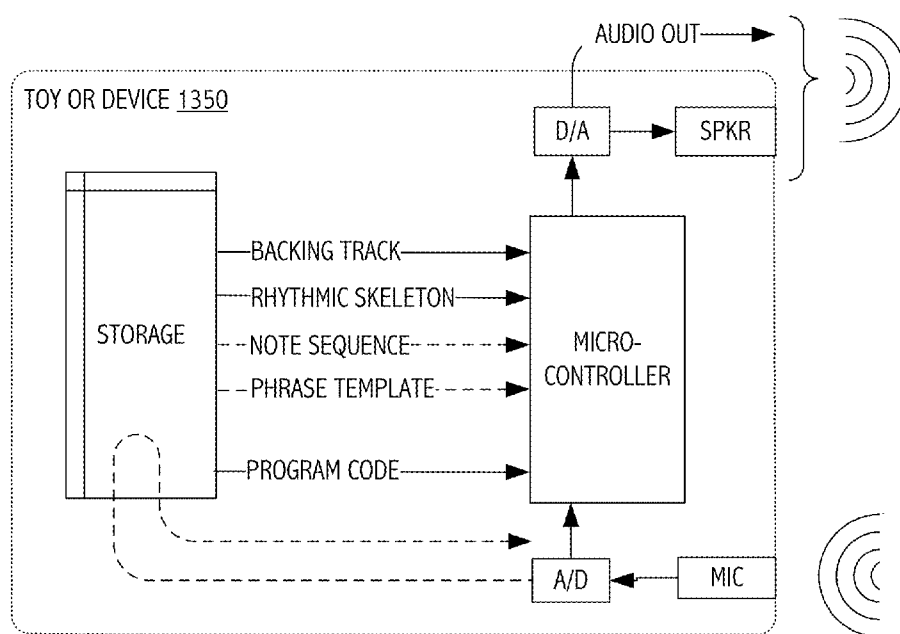 AUDIO OUT
TOY OR DEVICE 1350
D/A
SPKR
BACKING TRACK
RHYTHMIC SKELETON
STORAGE
NOTE SEQUENCE
MICRO-
CONTROLLER
PHRASE TEMPLATE
PROGRAM CODE
A/D
MIC